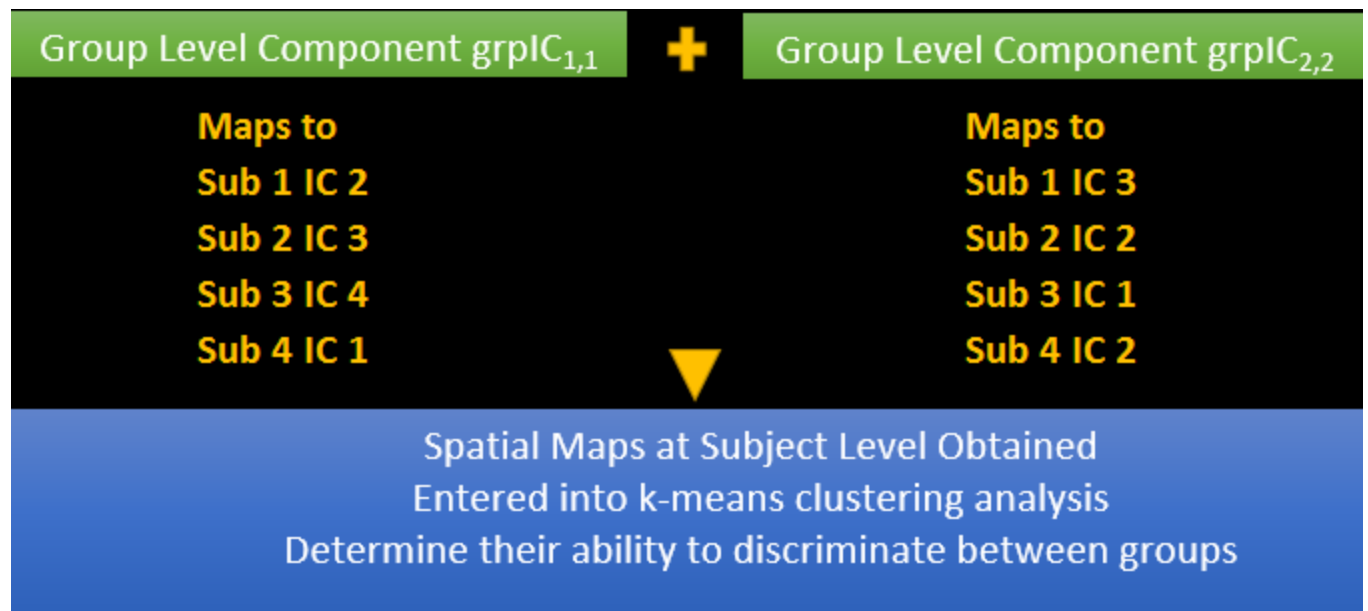 Group Level Component grpIC1,1
Group Level Component grpIC2,2
Maps to
Sub 1 IC 2
Sub 2 IC 3
Sub 3 IC 4
Sub 4 IC 1
Maps to
Sub 1 IC 3
Sub 2 IC 2
Sub 3 IC 1
Sub 4 IC 2
Spatial Maps at Subject Level Obtained
Entered into k-means clustering analysis
Determine their ability to discriminate between groups